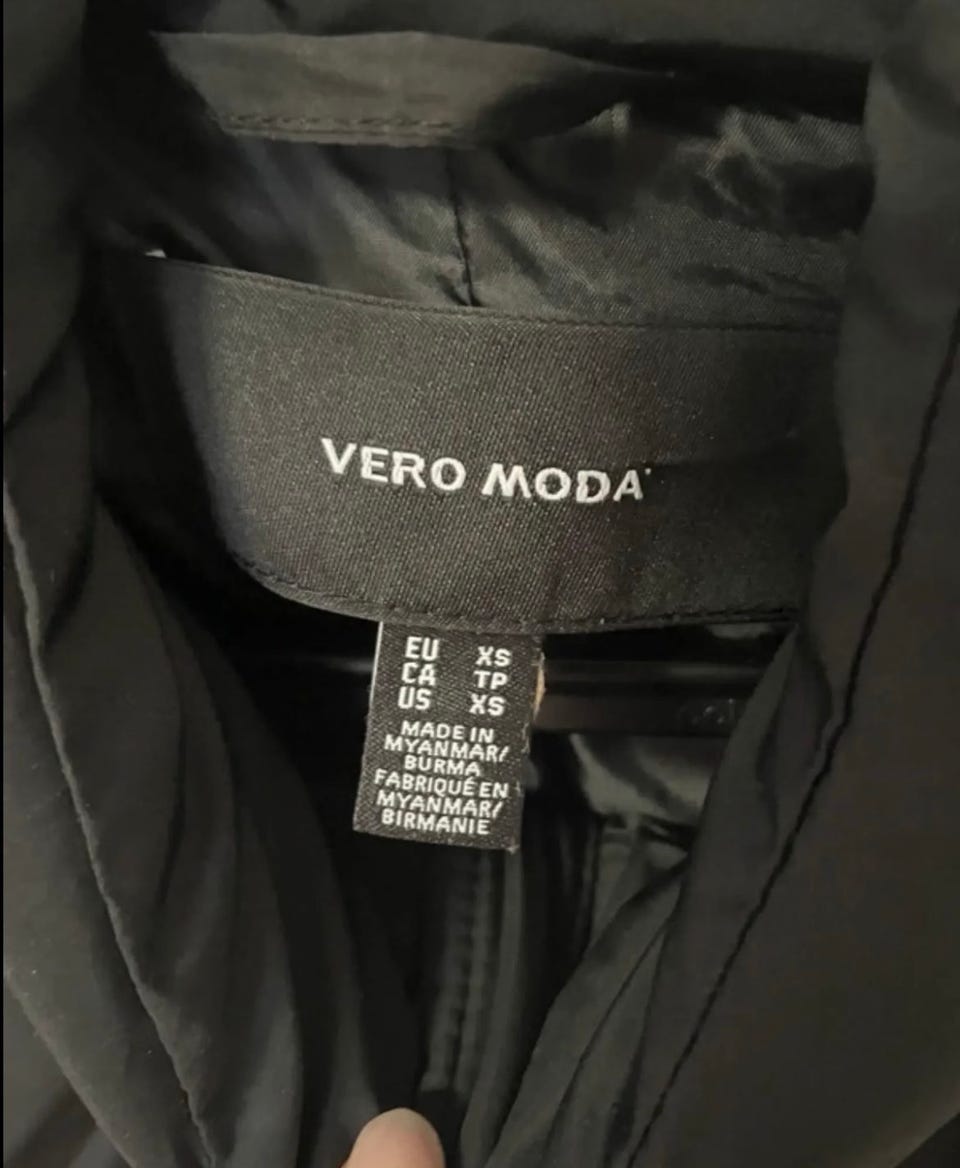 VERO MODA
EU XS
CA TP
US XS
MADE IN
MYANMAR/
BURMA
FABRIQUÉ EN
MYANMAR/
BIRMANIE